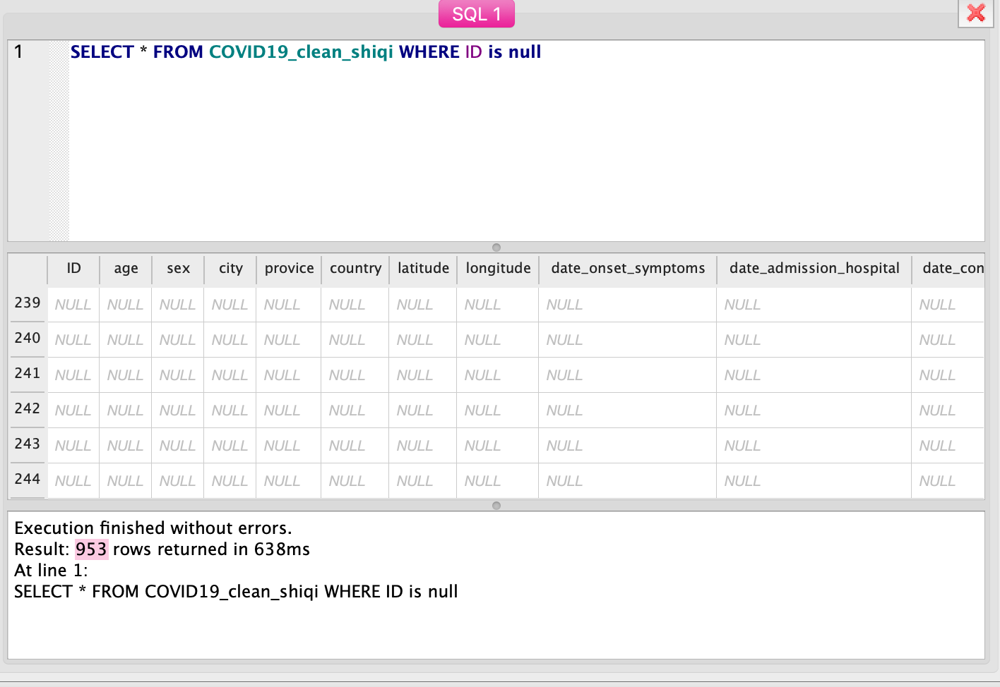 SQL 1
1 SELECT * FROM COVID19_clean_shiqi WHERE ID is null
ID age sex city provice country latitude longitude date_onset_symptoms date_admission_hospital date_con
239 NULL NULL NULL NULL NULL NULL NULL NULL NULL NULL NULL
240 NULL NULL NULL NULL NULL NULL NULL NULL NULL NULL NULL
241 NULL NULL NULL NULL NULL NULL NULL NULL NULL NULL NULL
242 NULL NULL NULL NULL NULL NULL NULL NULL NULL NULL NULL
243 NULL NULL NULL NULL NULL NULL NULL NULL NULL NULL NULL
244 NULL NULL NULL NULL NULL NULL NULL NULL NULL NULL NULL
Execution finished without errors.
Result: 953 rows returned in 638ms
At line 1:
SELECT * FROM COVID19_clean_shiqi WHERE ID is null